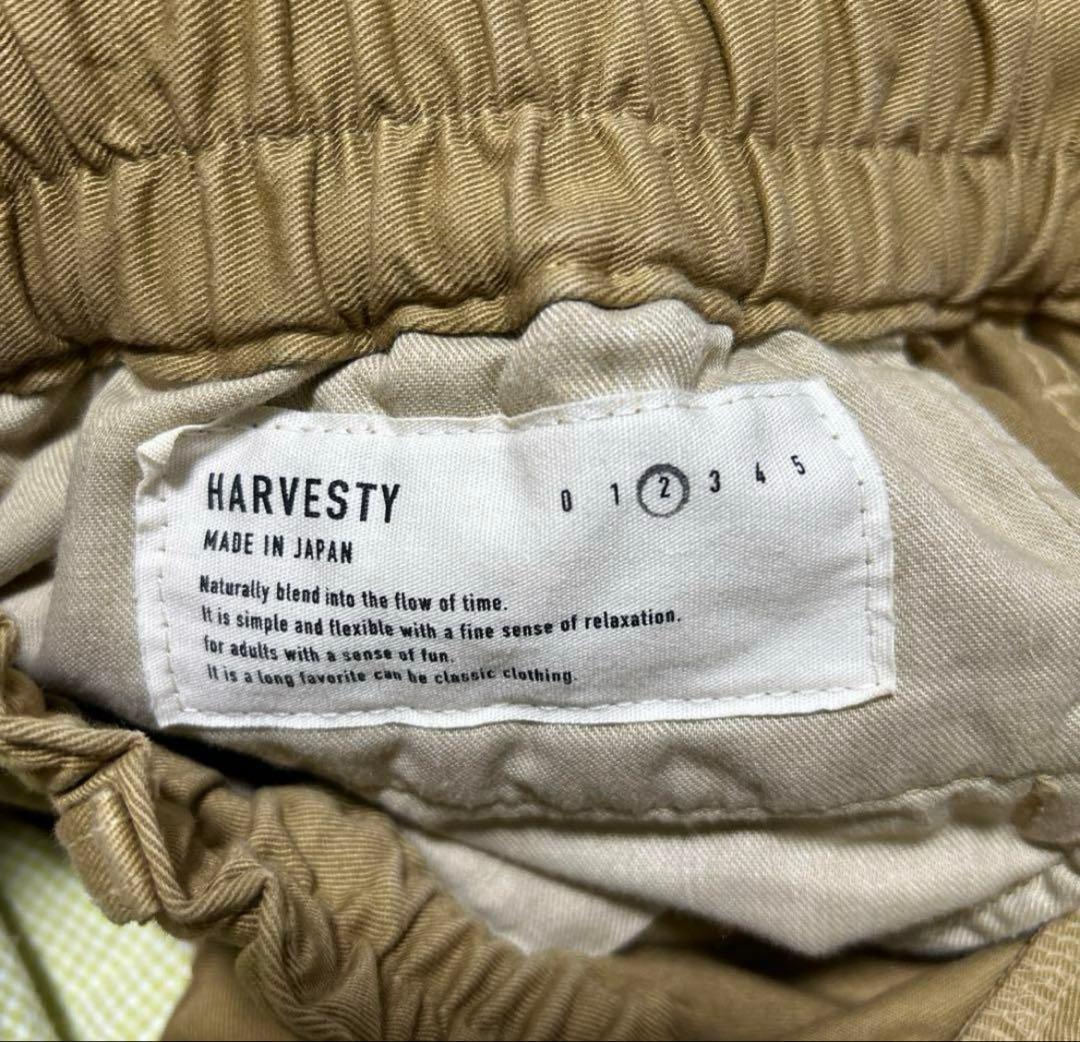 HARVESTY 0 1 2 3 4 5
MADE IN JAPAN
Naturally blend into the flow of time.
It is simple and flexible with a fine sense of relaxation.
for adults with a sense of fun.
It is a long favorite can be classic clothing.